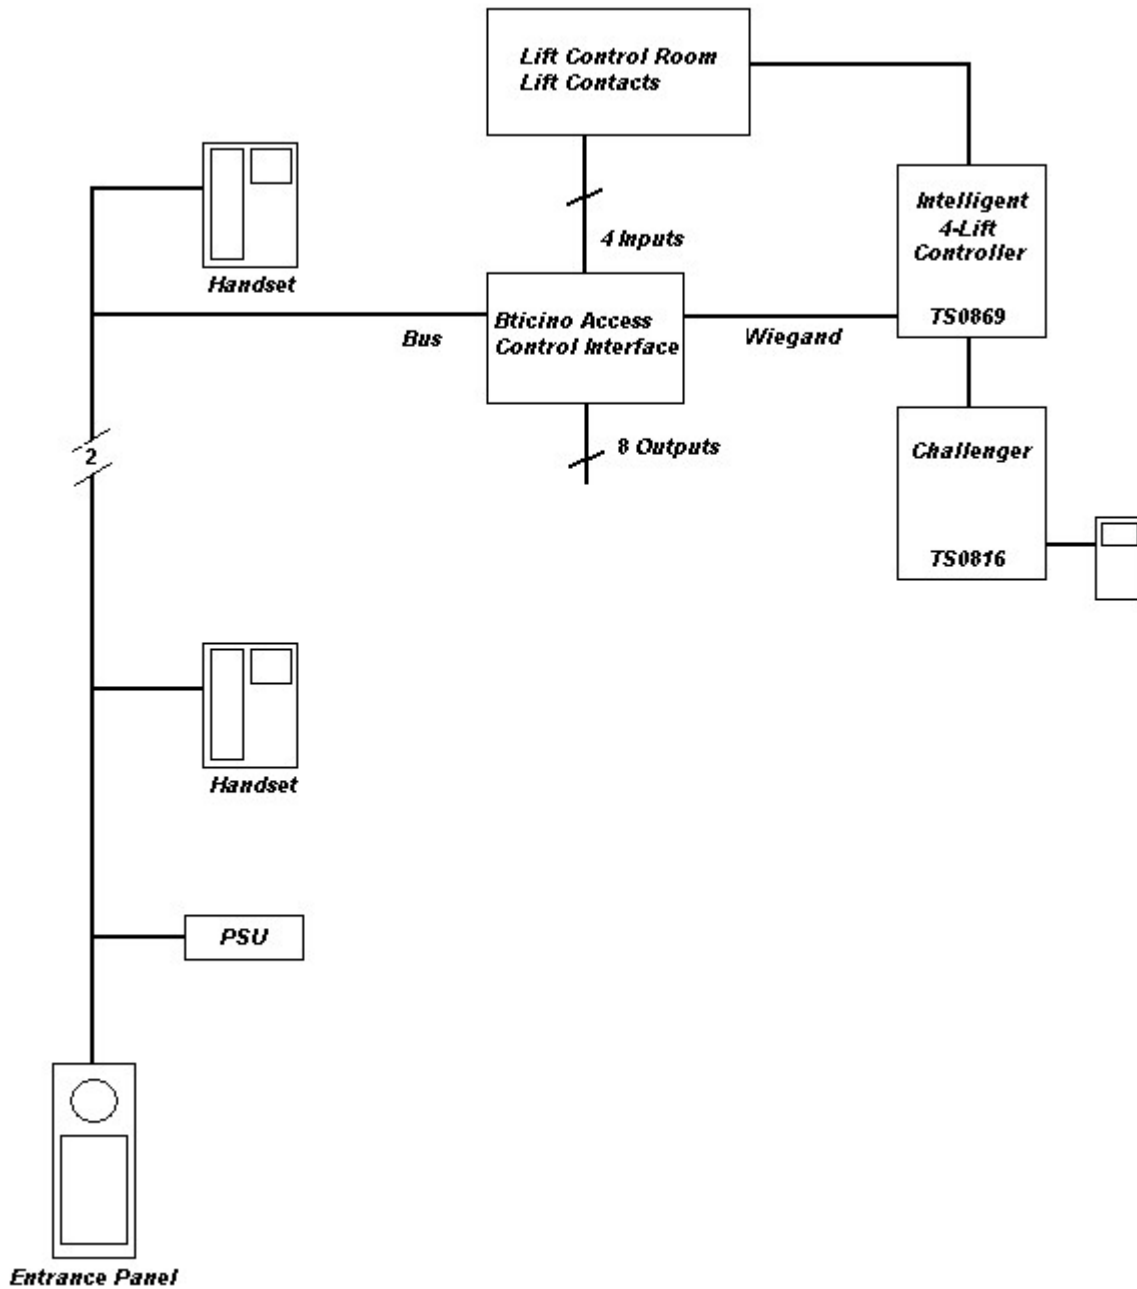 Lift Control Room
Lift Contacts
Intelligent
4-Lift
Controller
TS0869
4 Inputs
Handset
Bus
Bticino Access
Control Interface
Wiegand
2
8 Outputs
Challenger
TS0816
Handset
PSU
Entrance Panel